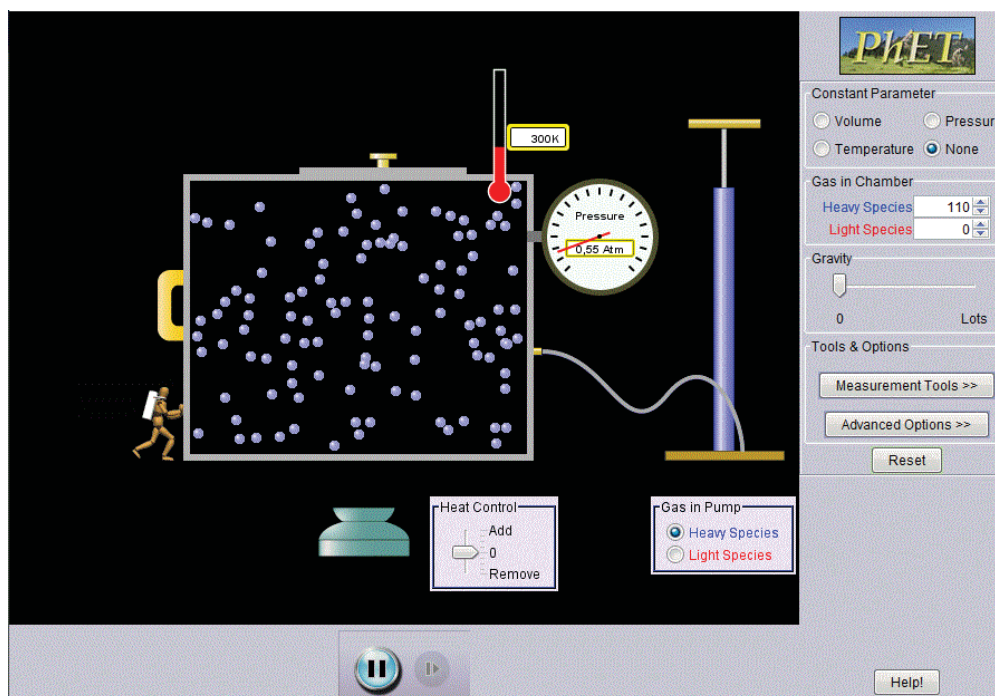 PhET
Constant Parameter
Volume
Pressur
Temperature
None
300K
Pressure
0,55 Atm
Gas in Chamber
Heavy Species 110
Light Species 0
Gravity
0 Lots
Tools & Options
Measurement Tools >>
Advanced Options >>
Reset
Heat Control
Add
0
Remove
Gas in Pump
Heavy Species
Light Species
Help!